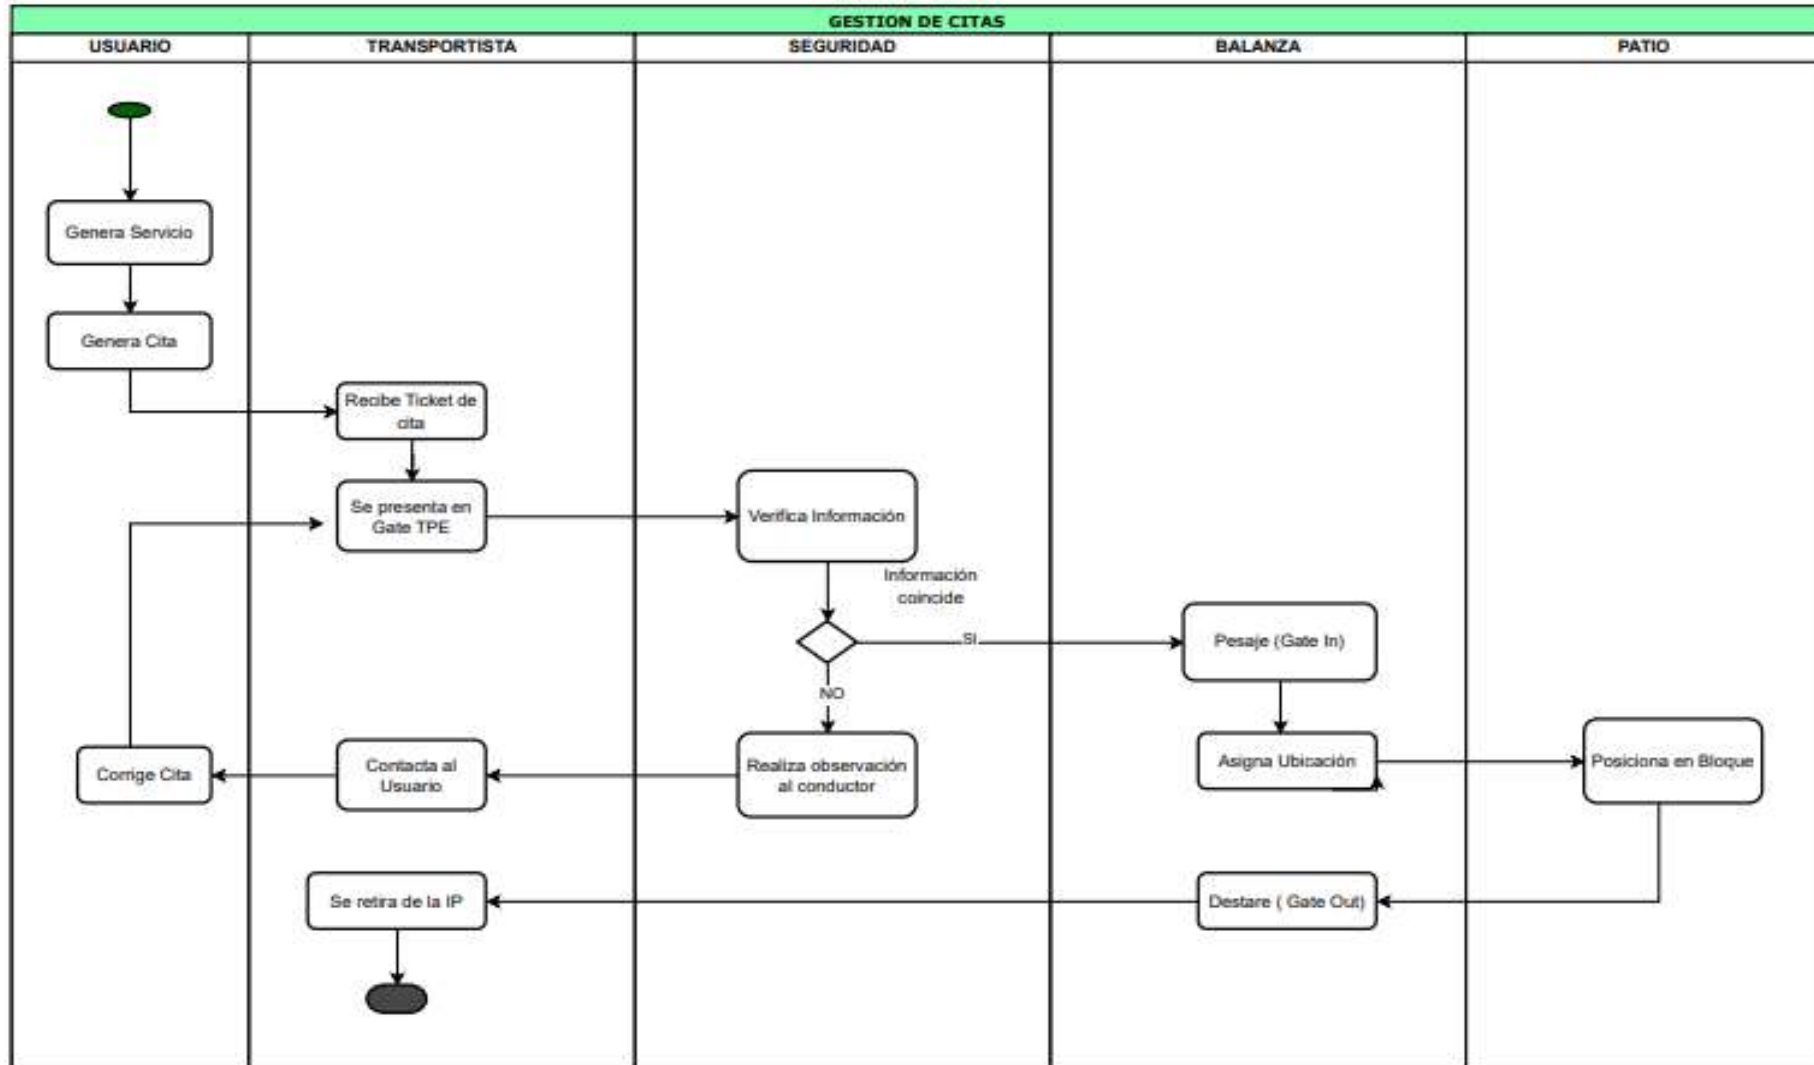 GESTION DE CITAS
USUARIO
TRANSPORTISTA
SEGURIDAD
BALANZA
PATIO
Genera Servicio
Genera Cita
Recibe Ticket de
cita
Se presenta en
Gate TPE
Verifica Información
Información
coincide
SI
Pesaje (Gate In)
NO
Corrige Cita
Contacta al
Usuario
Realiza observación
al conductor
Asigna Ubicación
Posiciona en Bloque
Se retira de la IP
Destare ( Gate Out)